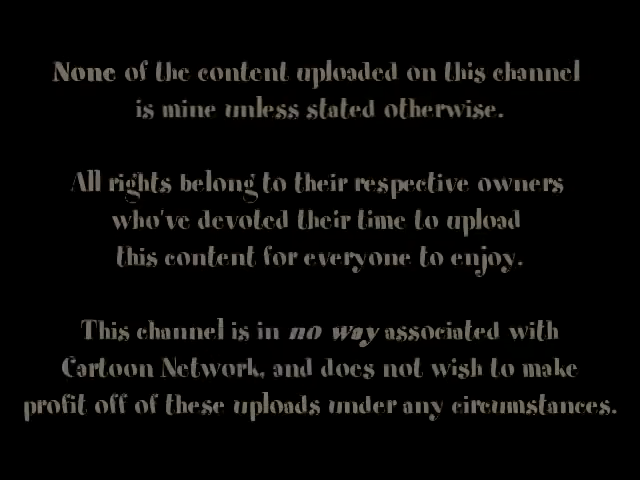 None of the content uploaded on this channel
is mine unless stated otherwise.
All rights belong to their respective owners
who've devoted their time to upload
this content for everyone to enjoy.
This channel is in no way associated with
Cartoon Network, and does not wish to make
profit off of these uploads under any circumstances.